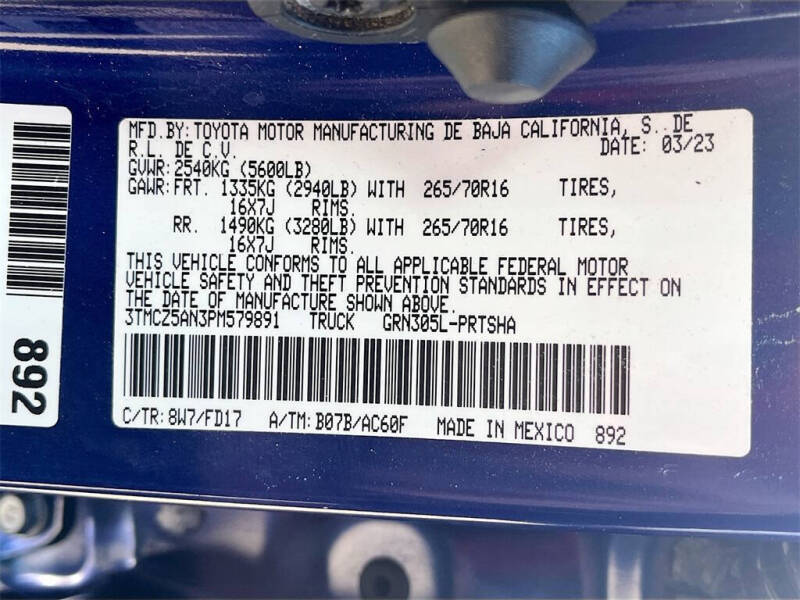 MFD.BY: TOYOTA MOTOR MANUFACTURING DE BAJA CALIFORNIA, S. DE
R.L. DE C.V. DATE: 03/23
GVWR: 2540KG (5600LB)
GAWR: FRT. 1335KG (2940LB) WITH 265/70R16 TIRES,
16X7J RIMS.
RR. 1490KG (3280LB) WITH 265/70R16 TIRES,
16X7J RIMS.
THIS VEHICLE CONFORMS TO ALL APPLICABLE FEDERAL MOTOR
VEHICLE SAFETY AND THEFT PREVENTION STANDARDS IN EFFECT ON
THE DATE OF MANUFACTURE SHOWN ABOVE.
3TMCZ5AN3PM579891 TRUCK GRN305L-PRTSHA
C/TR: 8W7/FD17 A/TM: B07B/AC60F MADE IN MEXICO 892
892